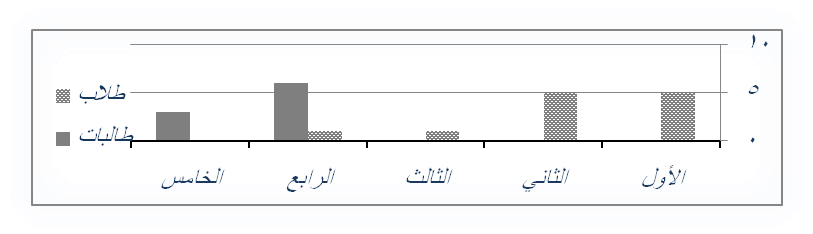 ١٠
٥
٠
الأول
الثاني
الثالث
الرابع
الخامس
طلاب
طالبات